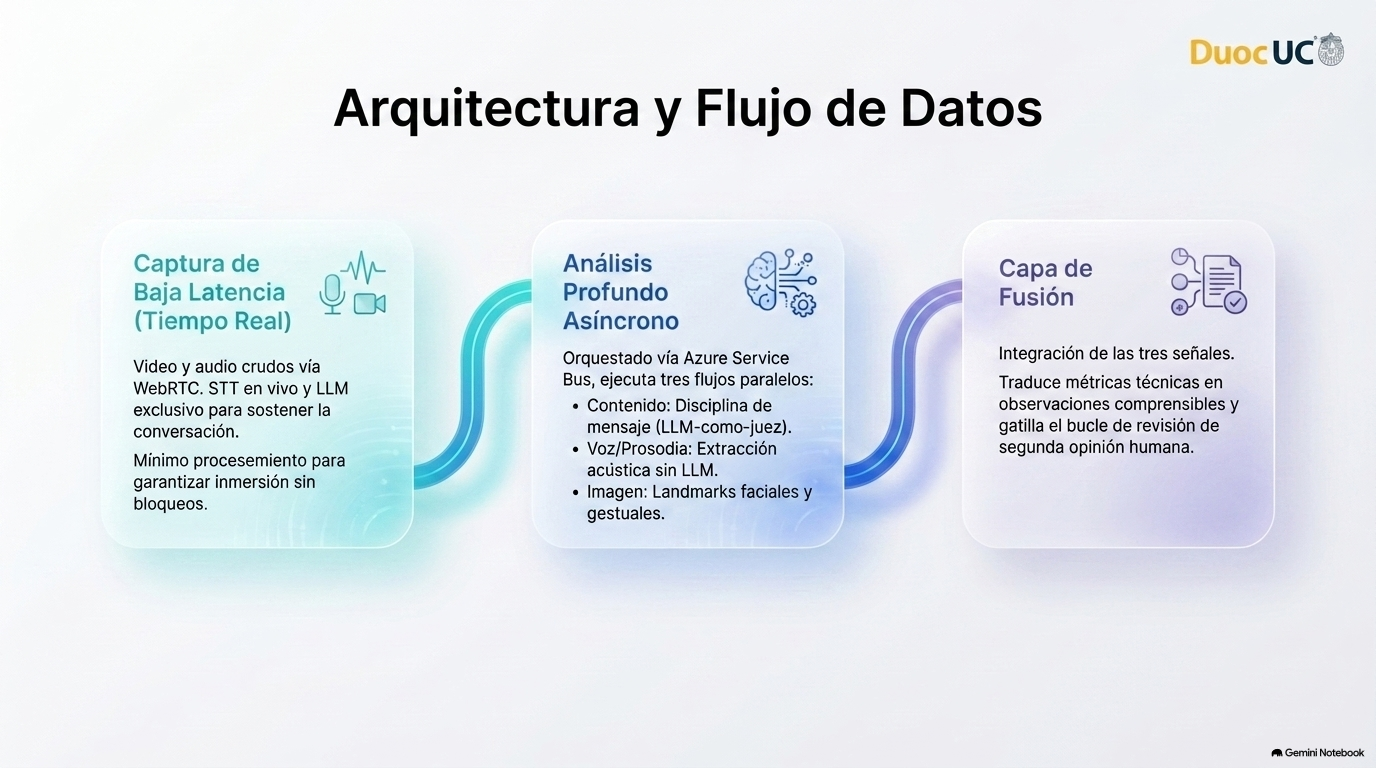 Duoc UC
Arquitectura y Flujo de Datos
Captura de
Baja Latencia
(Tiempo Real)
Video y audio crudos vía
WebRTC. STT en vivo y LLM
exclusivo para sostener la
conversación.
Mínimo procesemiento para
garantizar inmersión sin
bloqueos.
Análisis
Profundo
Asíncrono
Orquestado vía Azure Service
Bus, ejecuta tres flujos paralelos:
• Contenido: Disciplina de
mensaje (LLM-como-juez).
• Voz/Prosodia: Extracción
acústica sin LLM.
• Imagen: Landmarks faciales y
gestuales.
Capa de
Fusión
Integración de las tres señales.
Traduce métricas técnicas en
observaciones comprensibles y
gatilla el bucle de revisión de
segunda opinión humana.
Gemini Notebook